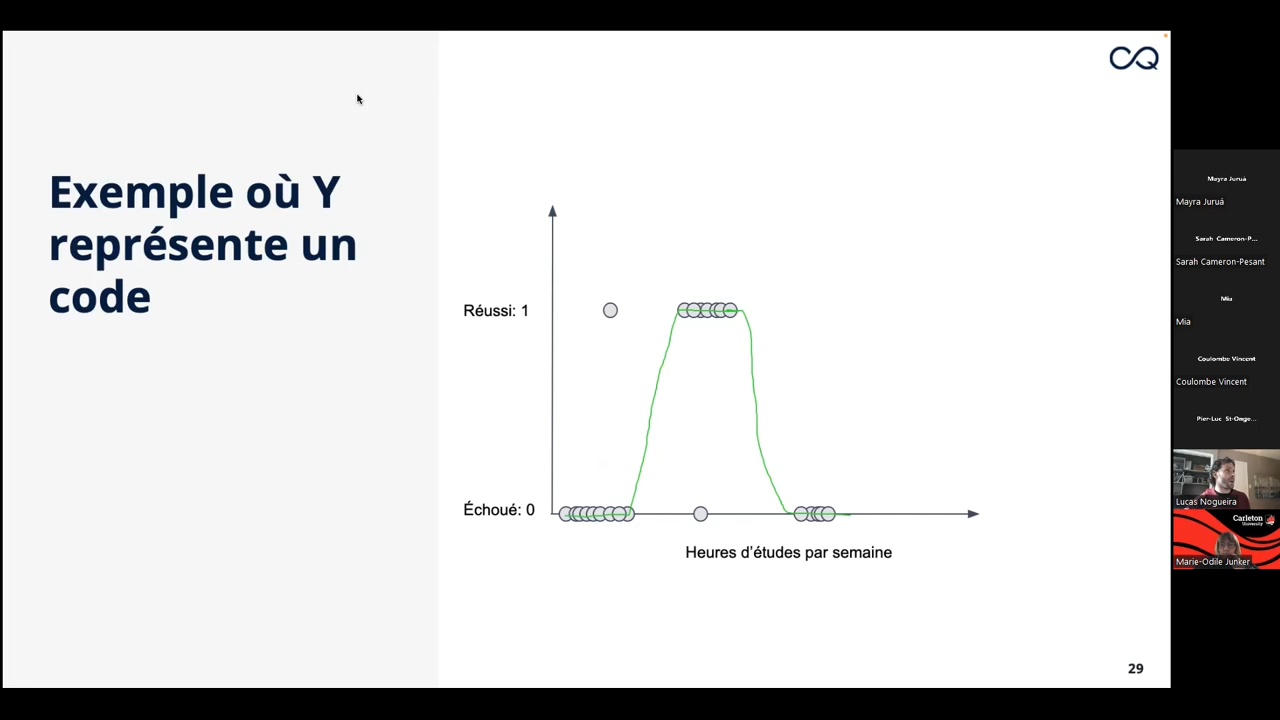 CQ
Exemple où Y
représente un
code
Réussi: 1
Échoué: 0
Heures d'études par semaine
29
Mayra Juruá
Mayra Juruá
Sarah Cameron-P...
Sarah Cameron-Pesant
Mia
Mia
Coulombe Vincent
Coulombe Vincent
Pier-Luc St-Onge...
Lucas Nogueira
Carleton
University
Marie-Odile Junker